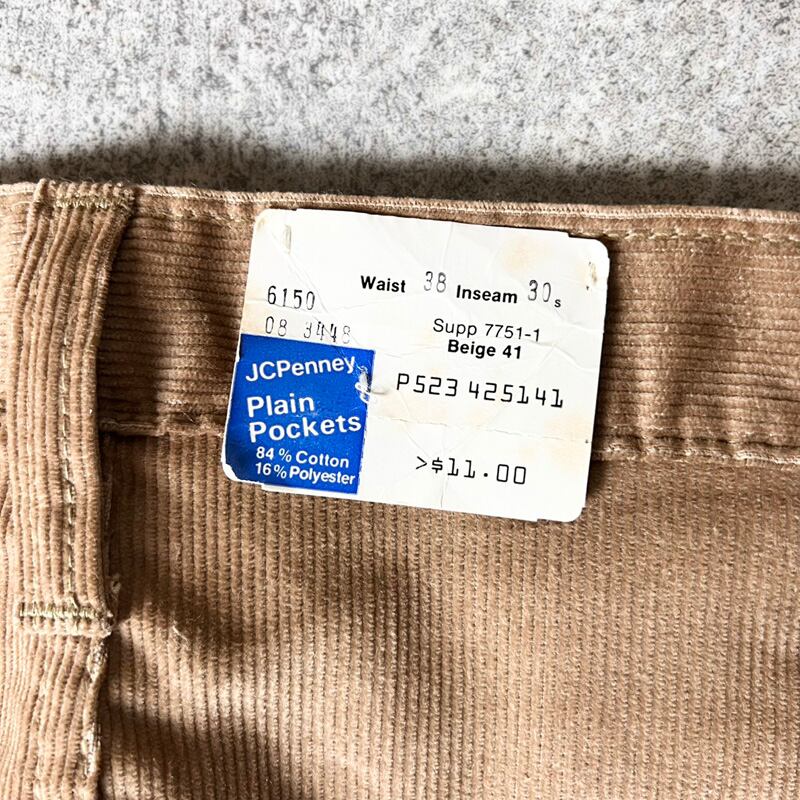 Waist 38 Inseam 30 s
6150
08 3448
Supp 7751-1
Beige 41
P523 425141
>$11.00
JCPenney
Plain
Pockets
84% Cotton
16% Polyester